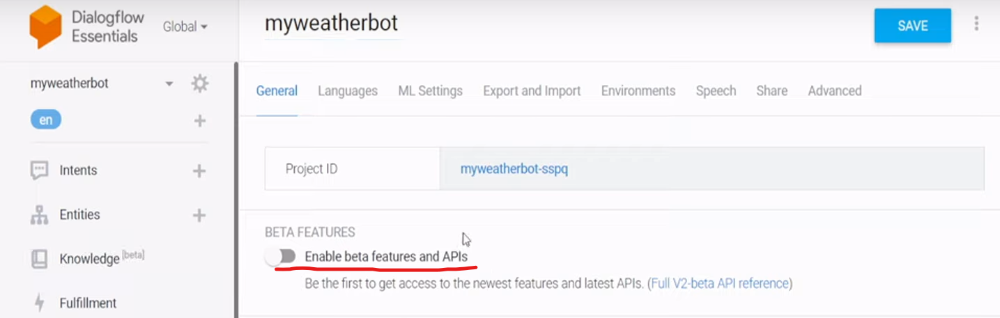 Dialogflow
Essentials
Global
myweatherbot
SAVE
myweatherbot
en
Intents
Entities
Knowledge [beta]
Fulfillment
General Languages ML Settings Export and Import Environments Speech Share Advanced
Project ID myweatherbot-sspq
BETA FEATURES
Enable beta features and APIs
Be the first to get access to the newest features and latest APIs. (Full V2-beta API reference)